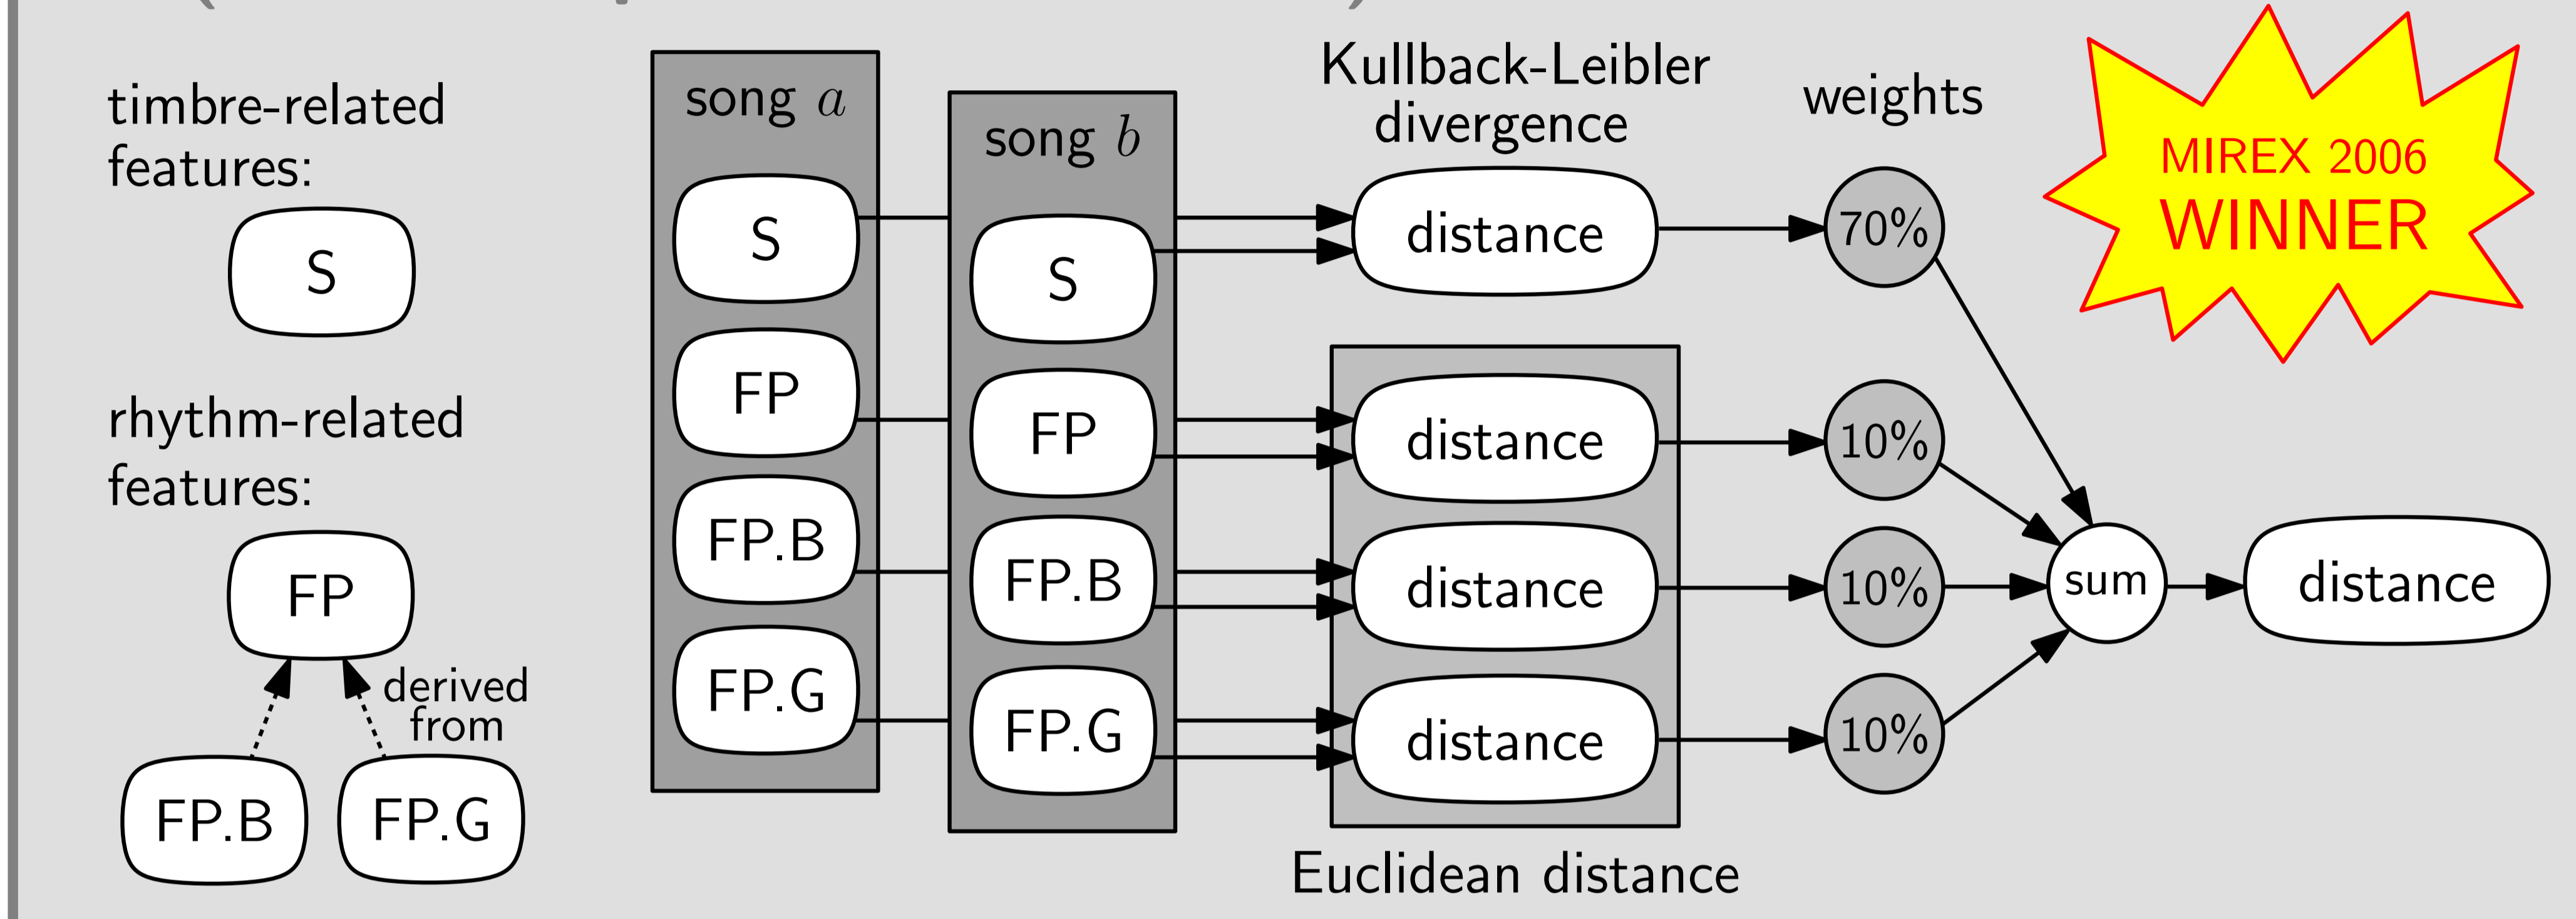 timbre-related
features:
S
rhythm-related
features:
FP
derived
from
FP.B
FP.G
song a
S
FP
FP.B
FP.G
song b
S
FP
FP.B
FP.G
Kullback-Leibler
divergence
distance
distance
distance
distance
Euclidean distance
weights
70%
10%
10%
10%
sum
distance
MIREX 2006
WINNER